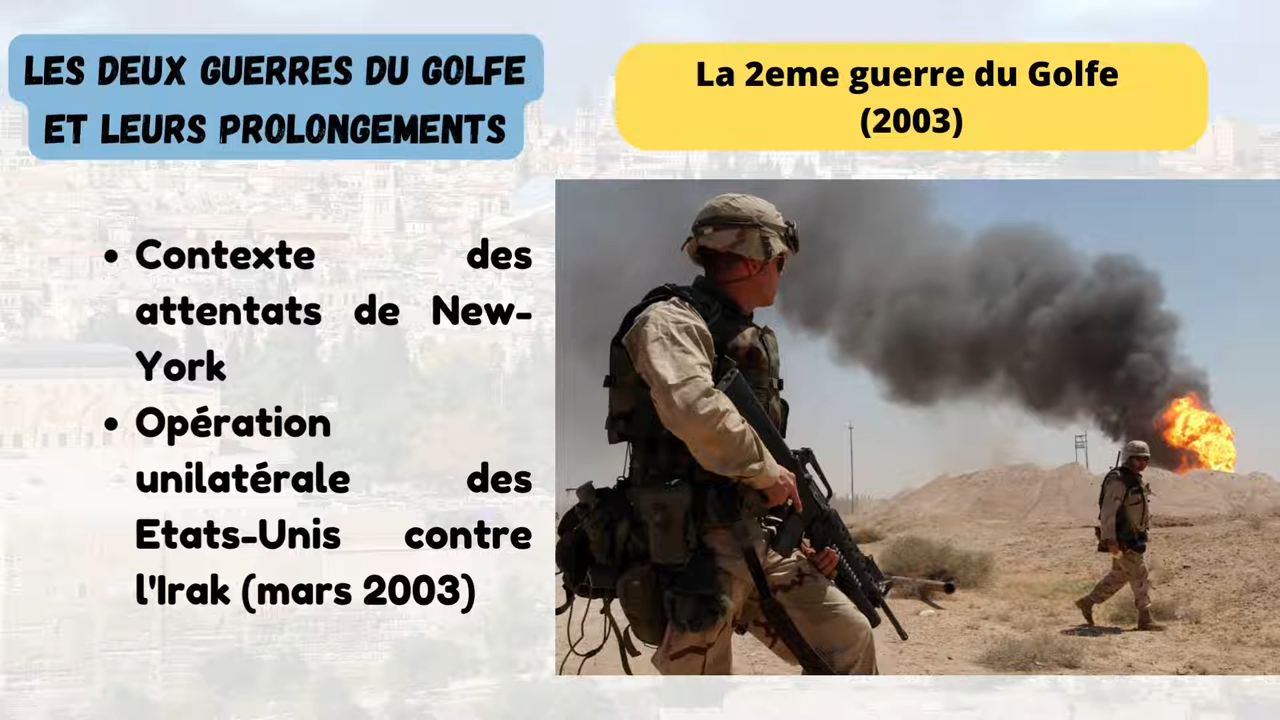 LES DEUX GUERRES DU GOLFE
ET LEURS PROLONGEMENTS
La 2eme guerre du Golfe
(2003)
• Contexte des
attentats de New-
York
• Opération
unilatérale des
Etats-Unis contre
l'Irak (mars 2003)